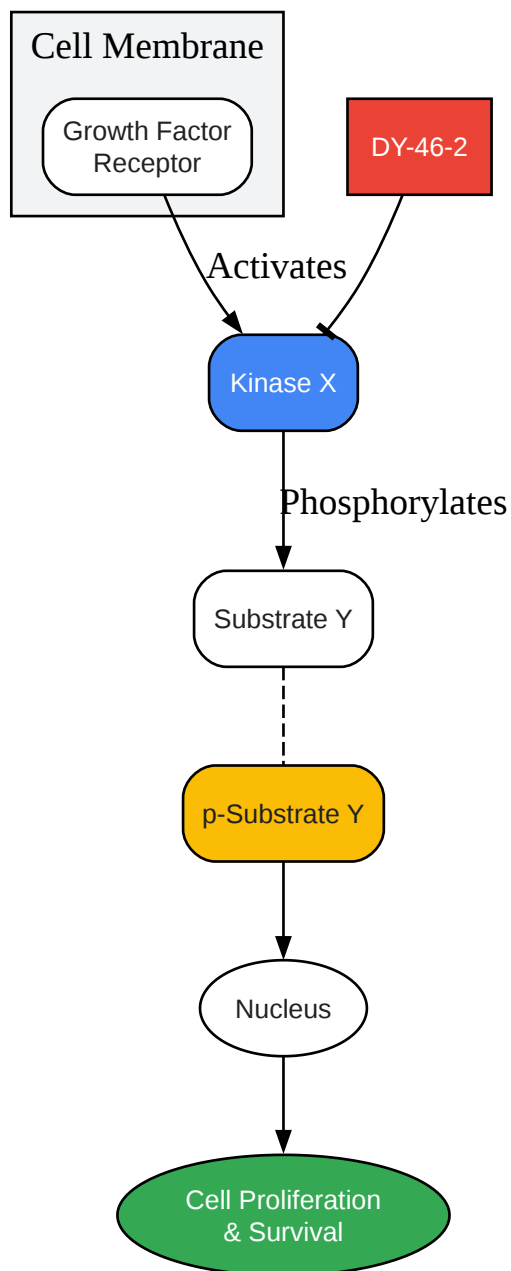 Cell Membrane
Growth Factor
Receptor
DY-46-2
Activates
Kinase X
Phosphorylates
Substrate Y
p-Substrate Y
Nucleus
Cell Proliferation
& Survival